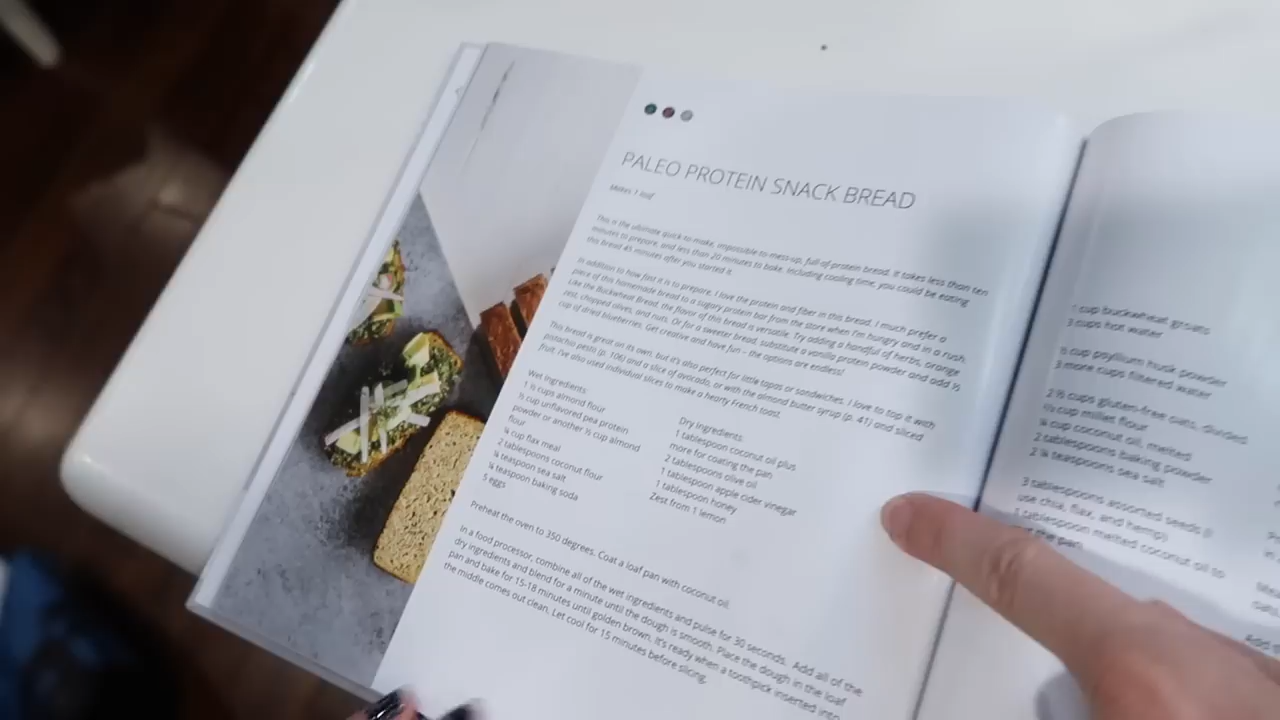 PALEO PROTEIN SNACK BREAD
Makes 1 loaf
This is the ultimate quick-to-make, impossible-to-mess-up, full-of-protein bread. It takes less than ten
minutes to prepare, and less than 20 minutes to bake. Including cooling time, you could be eating
this bread 45 minutes after you started it.
In addition to how fast it is to prepare, I love the protein and fiber in this bread. I much prefer a
piece of this homemade bread to a sugary protein bar from the store when I'm hungry and in a rush.
Like the Buckwheat Bread, the flavor of this bread is versatile. Try adding a handful of herbs, orange
zest, chopped olives, and nuts. Or for a sweeter bread, substitute a vanilla protein powder and add ½
cup of dried blueberries. Get creative and have fun – the options are endless!
This bread is great on its own, but it's also perfect for little tapas or sandwiches. I love to top it with
pistachio pesto (p. 106) and a slice of avocado, or with the almond butter syrup (p. 41) and sliced
fruit. I've also used individual slices to make a hearty French toast.
Wet Ingredients:
1 ½ cups almond flour
½ cup unflavored pea protein
powder or another ½ cup almond
flour
¼ cup flax meal
2 tablespoons coconut flour
¼ teaspoon sea salt
¼ teaspoon baking soda
5 eggs
Dry Ingredients:
1 tablespoon coconut oil plus
more for coating the pan
2 tablespoons olive oil
1 tablespoon apple cider vinegar
1 tablespoon honey
Zest from 1 lemon
Preheat the oven to 350 degrees. Coat a loaf pan with coconut oil.
In a food processor, combine all of the wet ingredients and pulse for 30 seconds. Add all of the
dry ingredients and blend for a minute until the dough is smooth. Place the dough in the loaf
pan and bake for 15-18 minutes until golden brown. It's ready when a toothpick inserted into
the middle comes out clean. Let cool for 15 minutes before slicing.
1 cup buckwheat groats
3 cups hot water
½ cup psyllium husk powder
3 more cups filtered water
2 ½ cups gluten-free oats, divided
cup millet flour
cup coconut oil, melted
2 tablespoons baking powder
2 ¼ teaspoons sea salt
3 tablespoons assorted seeds (I
use chia, flax, and hemp)
1 tablespoon melted coconut oil to
the pan